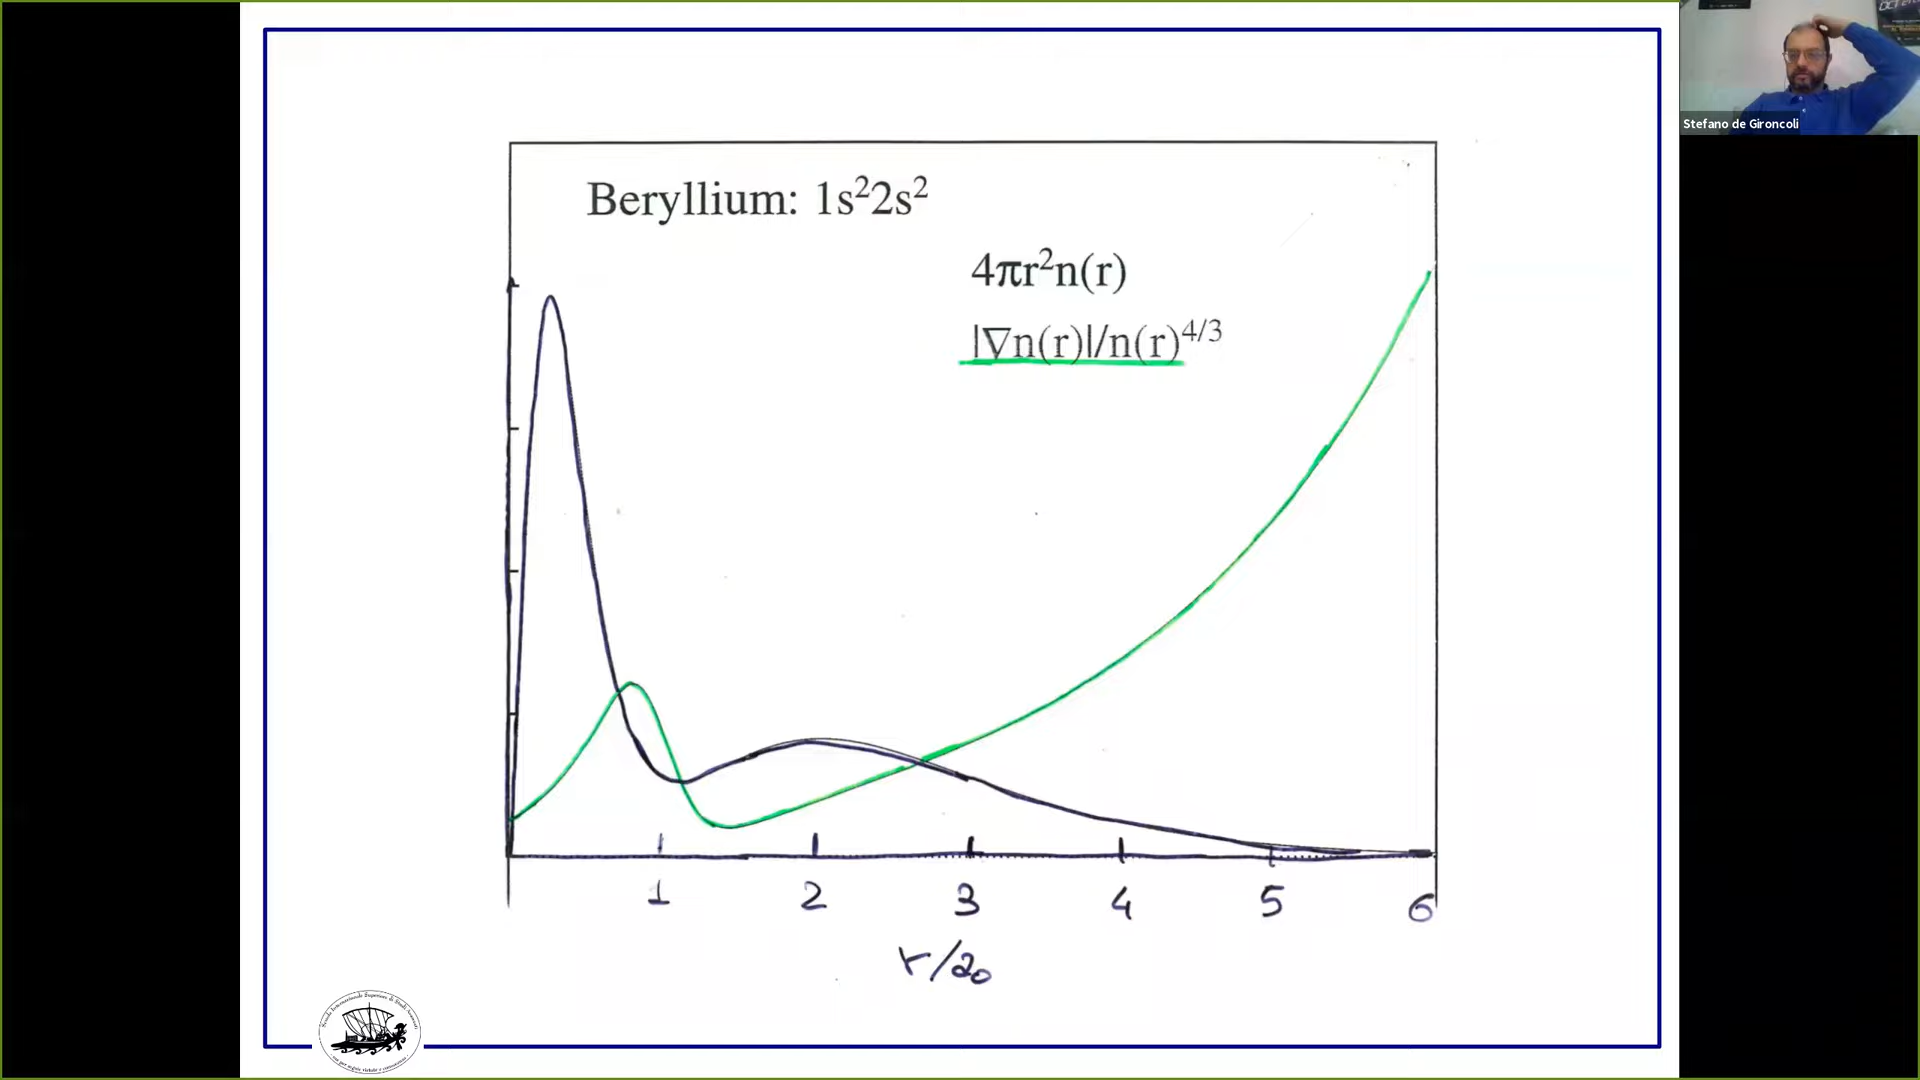 Beryllium: 1s²2s²
4πr²n(r)
|∇n(r)|/n(r)^4/3
1 2 3 4 5 6
r/a₀
Stefano de Gironcoli